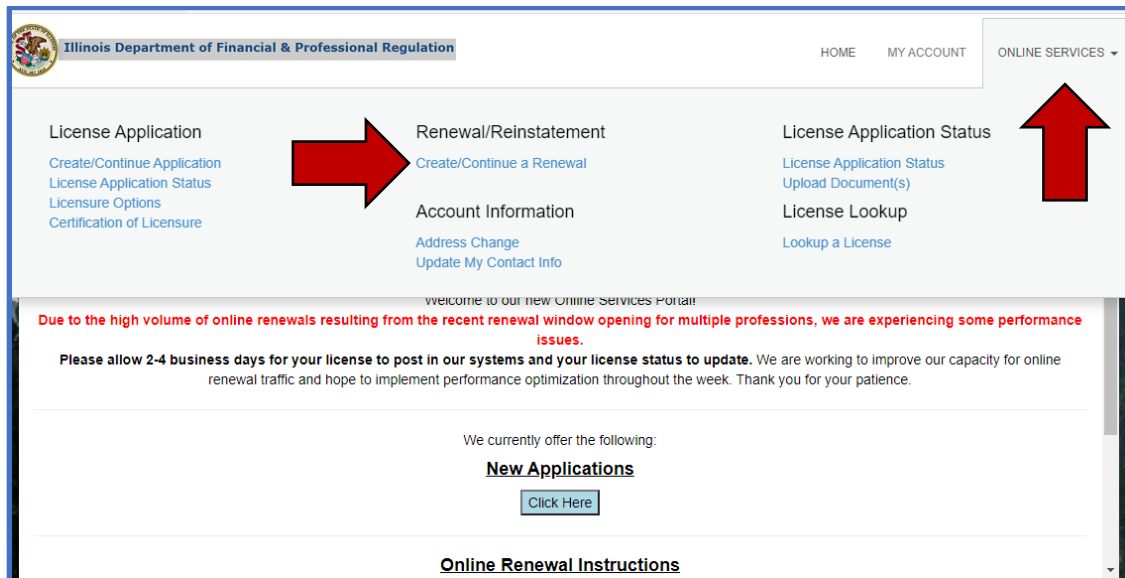 Illinois Department of Financial & Professional Regulation
HOME
MY ACCOUNT
ONLINE SERVICES
License Application
Create/Continue Application
License Application Status
Licensure Options
Certification of Licensure
Renewal/Reinstatement
Create/Continue a Renewal
Account Information
Address Change
Update My Contact Info
License Application Status
License Application Status
Upload Document(s)
License Lookup
Lookup a License
Welcome to our new Online Services Portal!
Due to the high volume of online renewals resulting from the recent renewal window opening for multiple professions, we are experiencing some performance
issues.
Please allow 2-4 business days for your license to post in our systems and your license status to update. We are working to improve our capacity for online
renewal traffic and hope to implement performance optimization throughout the week. Thank you for your patience.
We currently offer the following:
New Applications
Click Here
Online Renewal Instructions